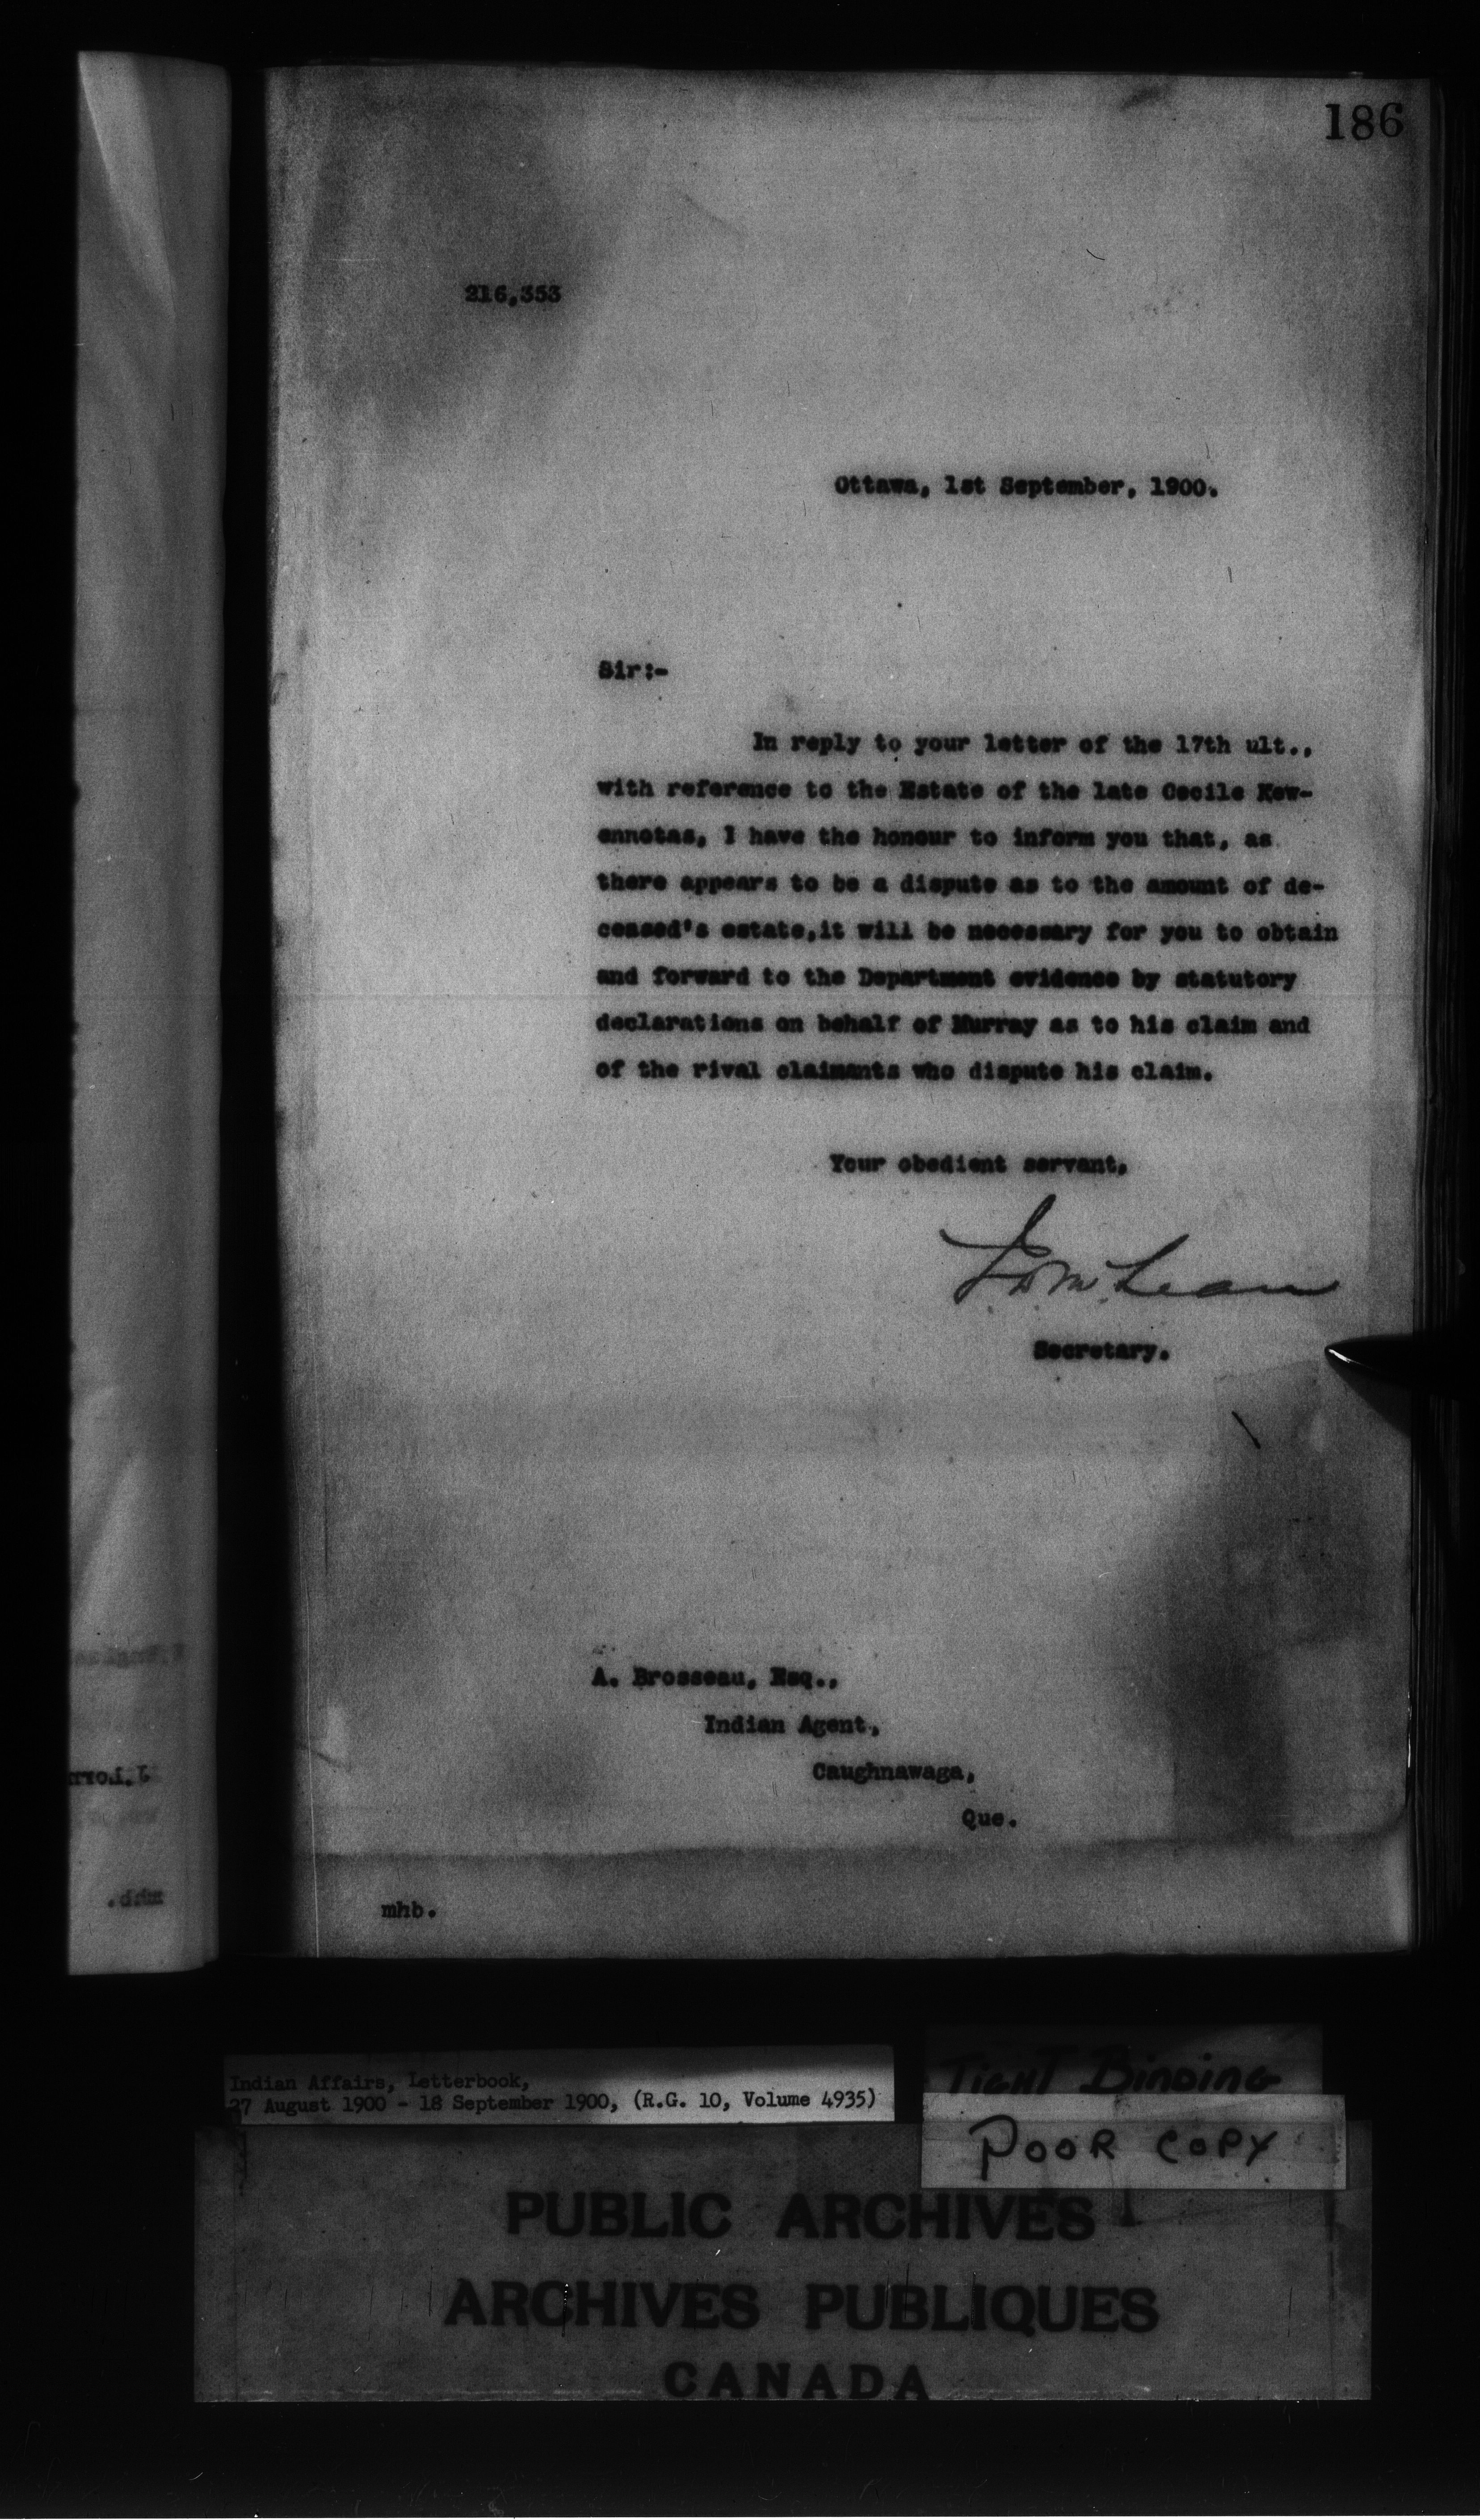 186
216,353
Ottawa, 1st September, 1900.
Sir:-
In reply to your letter of the 17th ult.,
with reference to the Estate of the late Cecile Kew-
ennotas, I have the honour to inform you that, as
there appears to be a dispute as to the amount of de-
ceased's estate,it will be necessary for you to obtain
and forward to the Department evidence by statutory
declarations on behalf of Murray as to his claim and
of the rival claimants who dispute his claim.
Your obedient servant,
J.D. McLean
Secretary.
A. Brosseau, Esq.,
Indian Agent,
Caughnawaga,
Que.
mhb.
Indian Affairs, Letterbook,
27 August 1900 - 18 September 1900, (R.G. 10, Volume 4935)
TIGHT BINDING
POOR COPY
PUBLIC ARCHIVES
ARCHIVES PUBLIQUES
CANADA